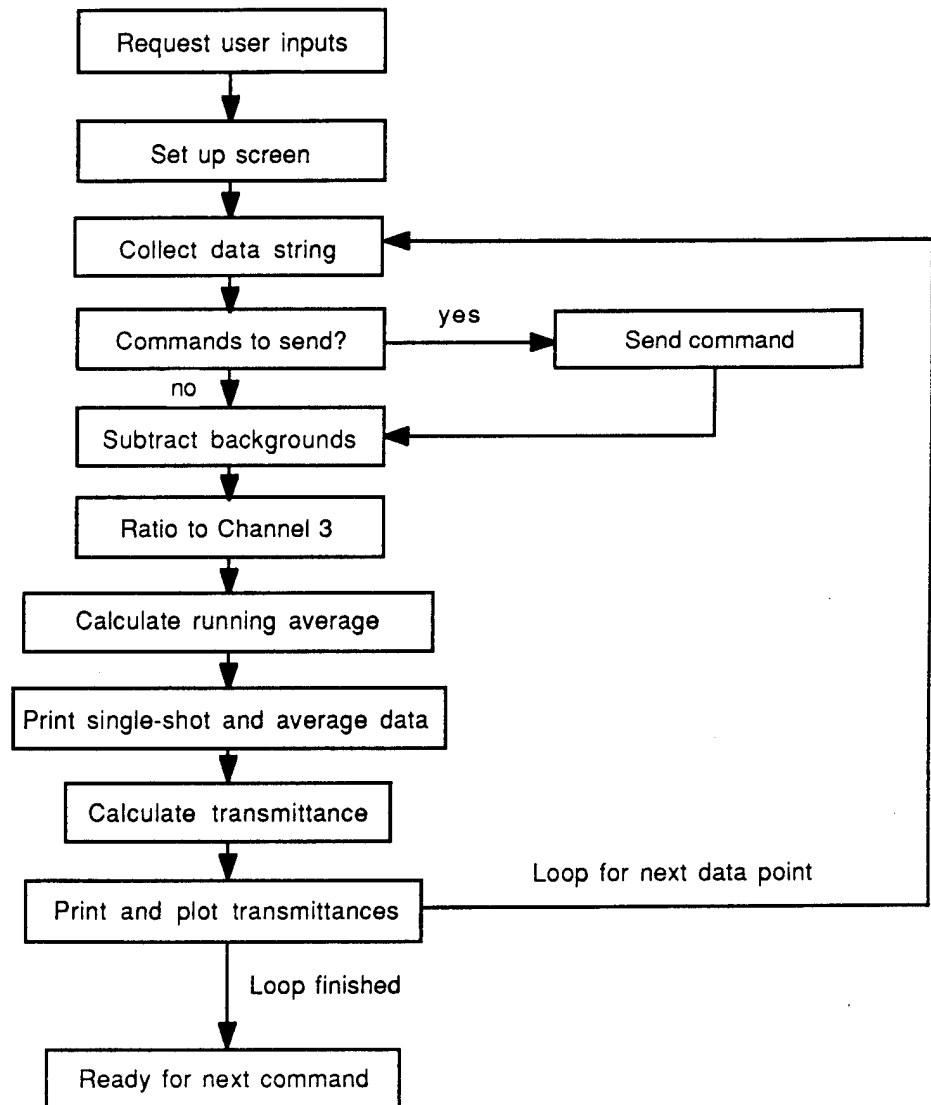 Request user inputs
Set up screen
Collect data string
Commands to send?
yes
Send command
no
Subtract backgrounds
Ratio to Channel 3
Calculate running average
Print single-shot and average data
Calculate transmittance
Loop for next data point
Print and plot transmittances
Loop finished
Ready for next command